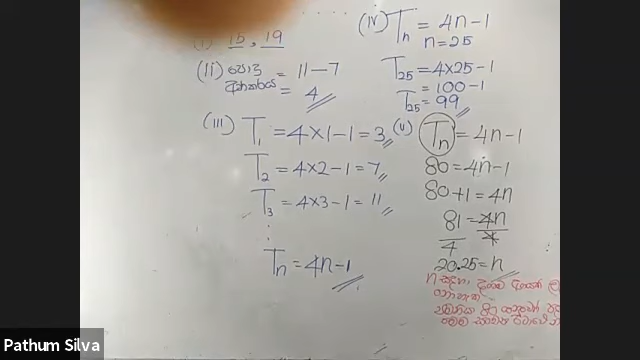 (i) 15, 19
(ii) පොදු = 11 - 7
අන්තරය = 4
(iii) T₁ = 4×1-1 = 3
T₂ = 4×2-1 = 7
T₃ = 4×3-1 = 11
⋮
Tn = 4n-1
(iv) Tn = 4n-1
n=25
T₂₅ = 4×25-1
= 100-1
T₂₅ = 99
(v) Tn = 4n-1
80 = 4n-1
80+1 = 4n
81/4 = 4n/4
20.25 = n
n සඳහා
Pathum Silva